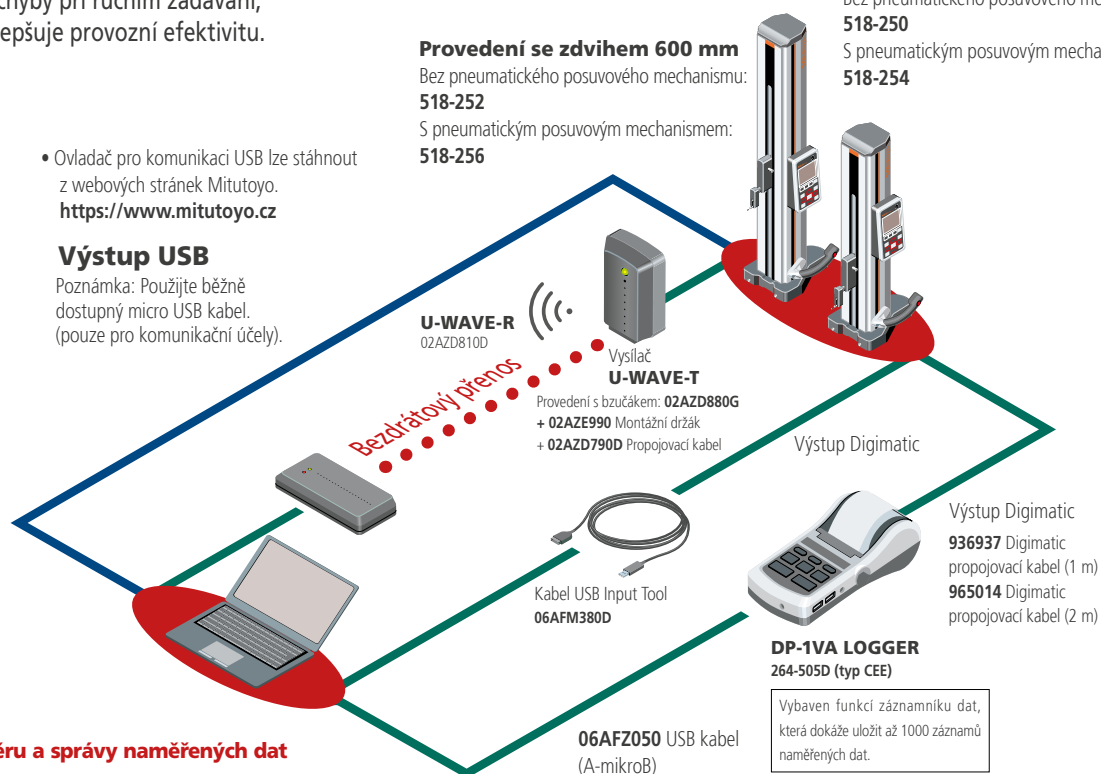 chyby při ručním zadávání,
epšuje provozní efektivitu.
518-250
S pneumatickým posuvovým
518-254
Provedení se zdvihem 600 mm
Bez pneumatického posuvového mechanismu:
518-252
S pneumatickým posuvovým mechanismem:
518-256
• Ovladač pro komunikaci USB lze stáhnout
z webových stránek Mitutoyo.
https://www.mitutoyo.cz
Výstup USB
Poznámka: Použijte běžně
dostupný micro USB kabel.
(pouze pro komunikační účely).
U-WAVE-R
02AZD810D
Vysílač
U-WAVE-T
Provedení s bzučákem: 02AZD880G
+ 02AZE990 Montážní držák
+ 02AZD790D Propojovací kabel
Bezdrátový přenos
Výstup Digimatic
Kabel USB Input Tool
06AFM380D
Výstup Digimatic
936937 Digimatic
propojovací kabel (1 m)
965014 Digimatic
propojovací kabel (2 m)
DP-1VA LOGGER
264-505D (typ CEE)
Vybaven funkcí záznamníku dat,
která dokáže uložit až 1000 záznamů
naměřených dat.
06AFZ050 USB kabel
(A-mikroB)
ěru a správy naměřených dat